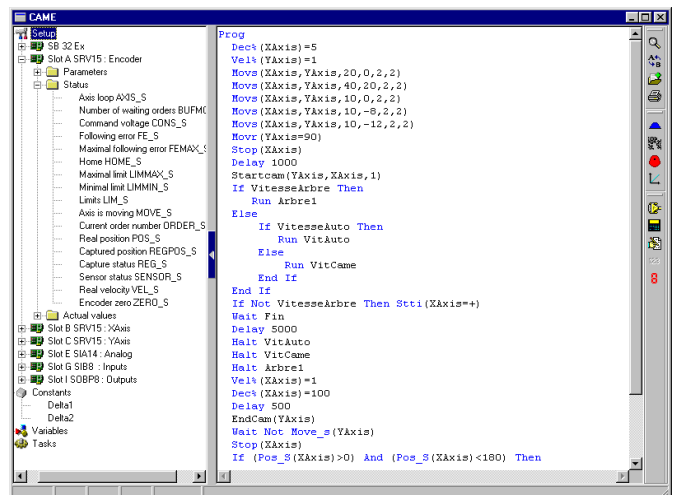 CAME
Setup
SB 32 Ex
Slot A SRV15 : Encoder
Parameters
Status
Axis loop AXIS_S
Number of waiting orders BUFMO
Command voltage CONS_S
Following error FE_S
Maximal following error FEMAX_S
Home HOME_S
Maximal limit LIMMAX_S
Minimal limit LIMMIN_S
Limits LIM_S
Axis is moving MOVE_S
Current order number ORDER_S
Real position POS_S
Captured position REGPOS_S
Capture status REG_S
Sensor status SENSOR_S
Real velocity VEL_S
Encoder zero ZERO_S
Actual values
Slot B SRV15 : XAxis
Slot C SRV15 : YAxis
Slot E SIA14 : Analog
Slot G SIB8 : Inputs
Slot I SOBP8 : Outputs
Constants
Delta1
Delta2
Variables
Tasks
Prog
Dec%(XAxis)=5
Vel%(XAxis)=1
Movs(XAxis,YAxis,20,0,2,2)
Movs(XAxis,YAxis,40,20,2,2)
Movs(XAxis,YAxis,10,0,2,2)
Movs(XAxis,YAxis,10,-8,2,2)
Movs(XAxis,YAxis,10,-12,2,2)
Movr(YAxis=90)
Stop(XAxis)
Delay 1000
Startcam(YAxis,XAxis,1)
If VitesseArbre Then
Run Arbre1
Else
If VitesseAuto Then
Run VitAuto
Else
Run VitCame
End If
End If
If Not VitesseArbre Then Stti(XAxis=+)
Wait Fin
Delay 5000
Halt VitAuto
Halt VitCame
Halt Arbre1
Vel%(XAxis)=1
Dec%(XAxis)=100
Delay 500
EndCam(YAxis)
Wait Not Move_s(YAxis)
Stop(XAxis)
If (Pos_S(XAxis)>0) And (Pos_S(XAxis)<180) Then